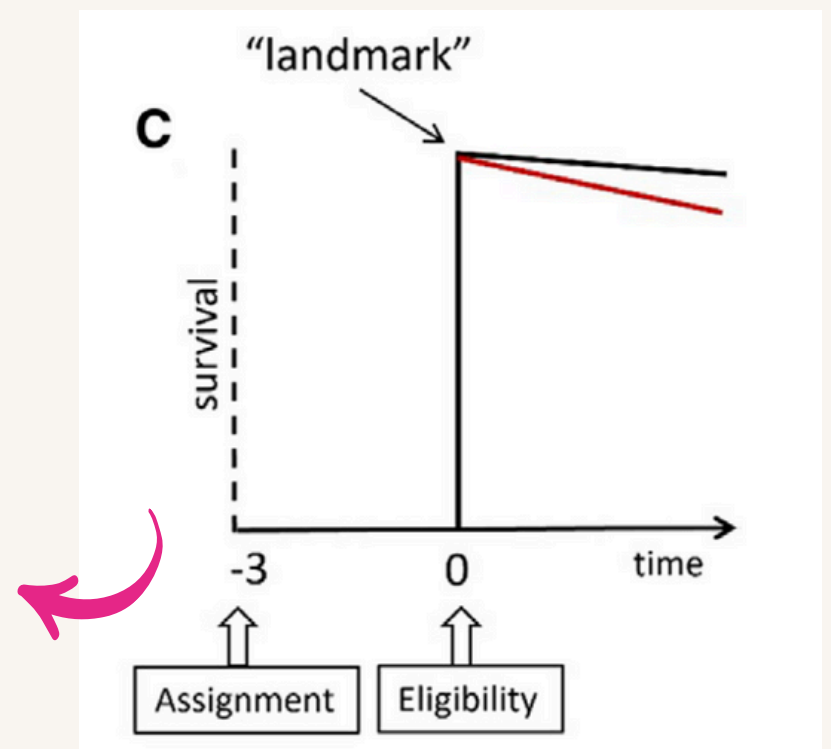 “landmark”
C
survival
-3 0 time
Assignment Eligibility